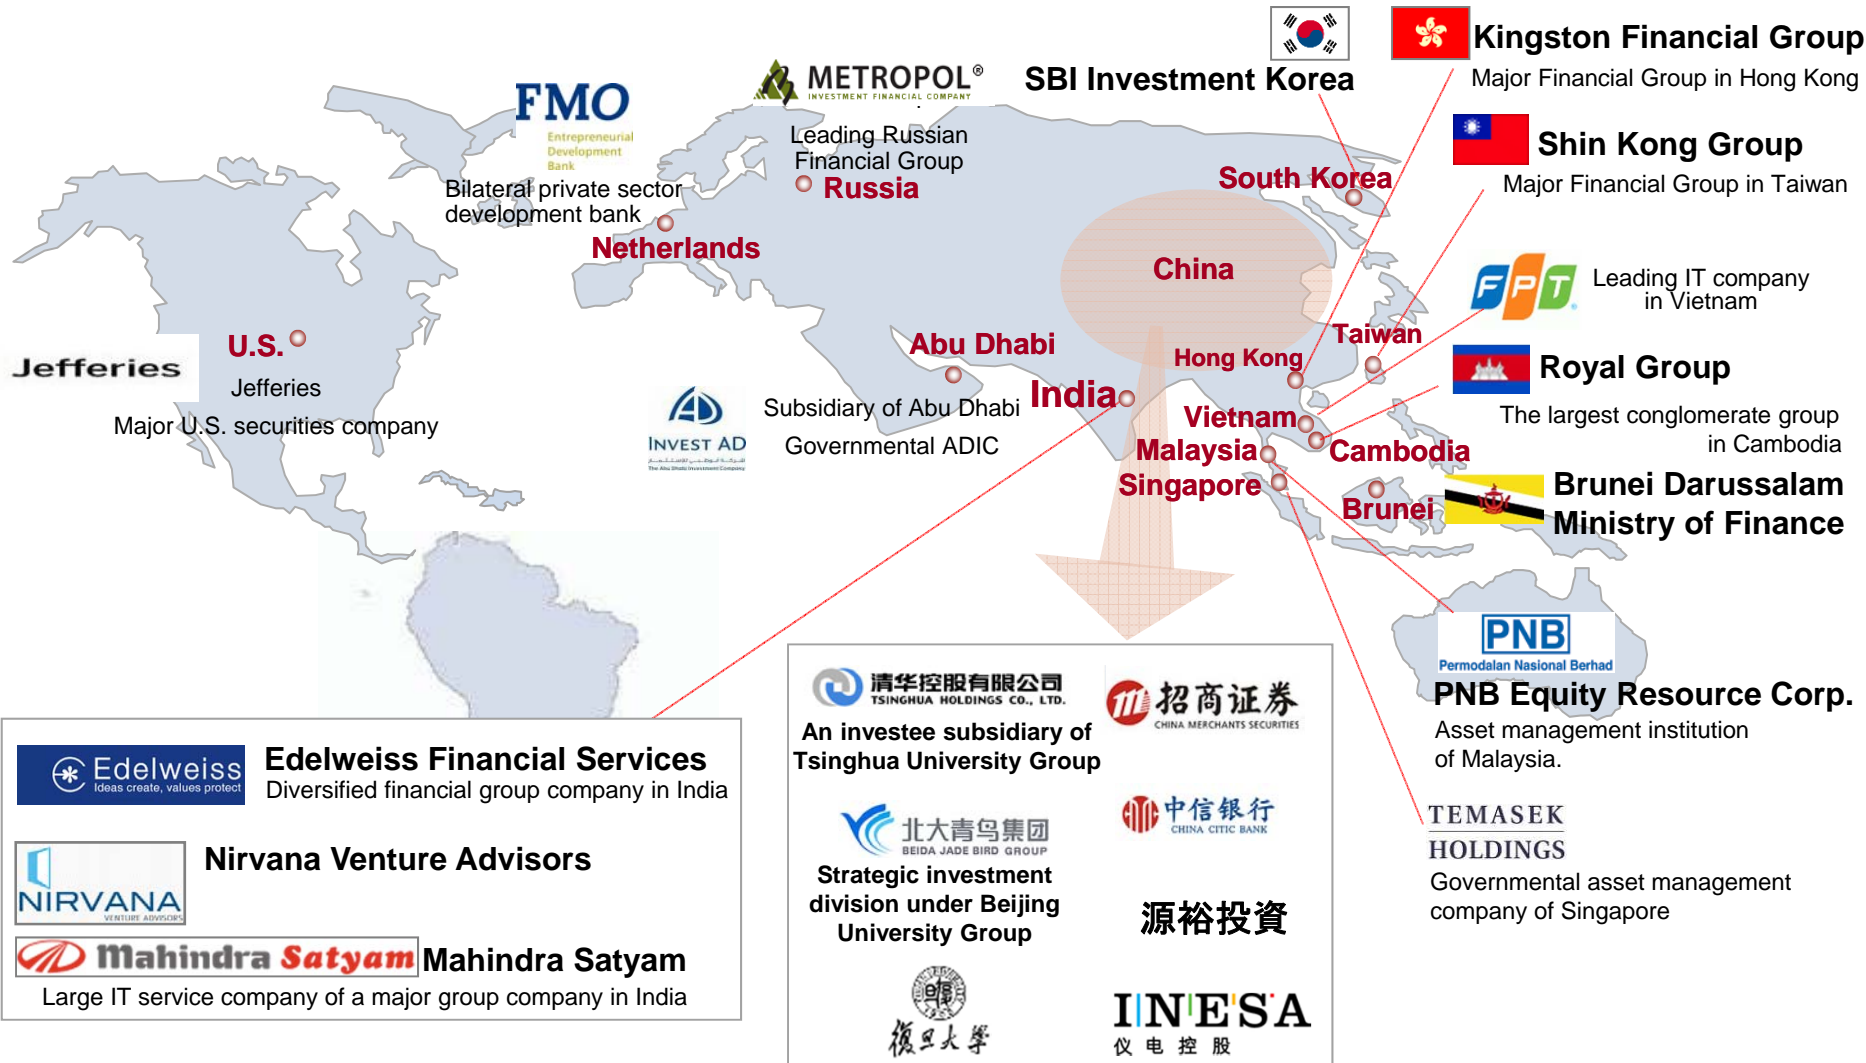 Kingston Financial Group
Major Financial Group in Hong Kong
SBI Investment Korea
METROPOL®
INVESTMENT FINANCIAL COMPANY
Leading Russian
Financial Group
Russia
FMO
Entrepreneurial
Development
Bank
Bilateral private sector
development bank
Netherlands
South Korea
Shin Kong Group
Major Financial Group in Taiwan
China
FPT
Leading IT company
in Vietnam
Jefferies
U.S.
Jefferies
Major U.S. securities company
Abu Dhabi
INVEST AD
The Abu Dhabi Investment Company
Subsidiary of Abu Dhabi
Governmental ADIC
India
Hong Kong
Taiwan
Vietnam
Malaysia
Singapore
Cambodia
Brunei
Royal Group
The largest conglomerate group
in Cambodia
Brunei Darussalam
Ministry of Finance
PNB
Permodalan Nasional Berhad
PNB Equity Resource Corp.
Asset management institution
of Malaysia.
TEMASEK
HOLDINGS
Governmental asset management
company of Singapore
Edelweiss
Ideas create, values protect
Edelweiss Financial Services
Diversified financial group company in India
NIRVANA
VENTURE ADVISORS
Nirvana Venture Advisors
Mahindra Satyam
Mahindra Satyam
Large IT service company of a major group company in India
清华控股有限公司
TSINGHUA HOLDINGS CO., LTD.
An investee subsidiary of
Tsinghua University Group
招商证券
CHINA MERCHANTS SECURITIES
北大青鸟集团
BEIDA JADE BIRD GROUP
Strategic investment
division under Beijing
University Group
中信银行
CHINA CITIC BANK
源裕投資
復旦大學
INESA
仪电控股